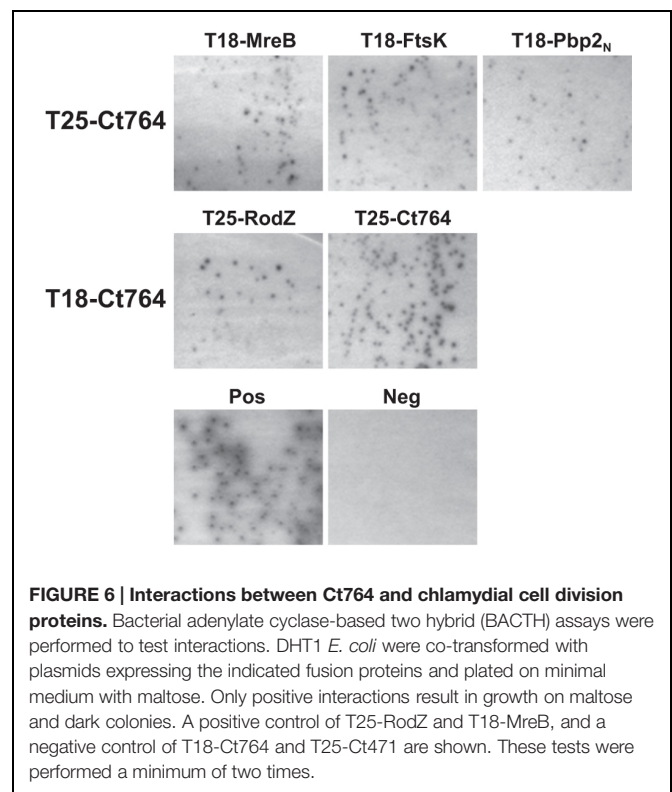 T18-MreB T18-FtsK T18-Pbp2N
T25-Ct764
T25-RodZ T25-Ct764
T18-Ct764
Pos Neg
FIGURE 6 | Interactions between Ct764 and chlamydial cell division
proteins. Bacterial adenylate cyclase-based two hybrid (BACTH) assays were
performed to test interactions. DHT1 E. coli were co-transformed with
plasmids expressing the indicated fusion proteins and plated on minimal
medium with maltose. Only positive interactions result in growth on maltose
and dark colonies. A positive control of T25-RodZ and T18-MreB, and a
negative control of T18-Ct764 and T25-Ct471 are shown. These tests were
performed a minimum of two times.